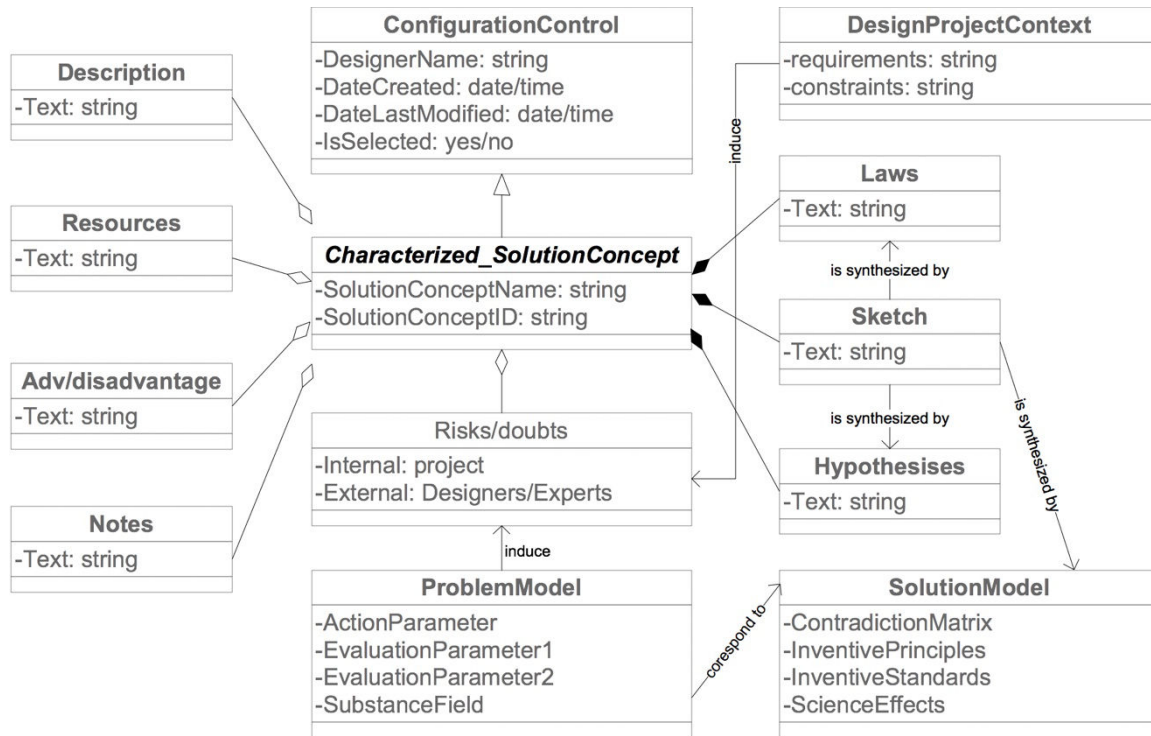 ConfigurationControl
-DesignerName: string
-DateCreated: date/time
-DateLastModified: date/time
-IsSelected: yes/no
DesignProjectContext
-requirements: string
-constraints: string
Description
-Text: string
induce
Laws
-Text: string
Resources
-Text: string
Characterized_SolutionConcept
-SolutionConceptName: string
-SolutionConceptID: string
is synthesized by
Sketch
-Text: string
Adv/disadvantage
-Text: string
is synthesized by
is synthesized by
Risks/doubts
-Internal: project
-External: Designers/Experts
Hypothesises
-Text: string
Notes
-Text: string
induce
ProblemModel
-ActionParameter
-EvaluationParameter1
-EvaluationParameter2
-SubstanceField
corespond to
SolutionModel
-ContradictionMatrix
-InventivePrinciples
-InventiveStandards
-ScienceEffects